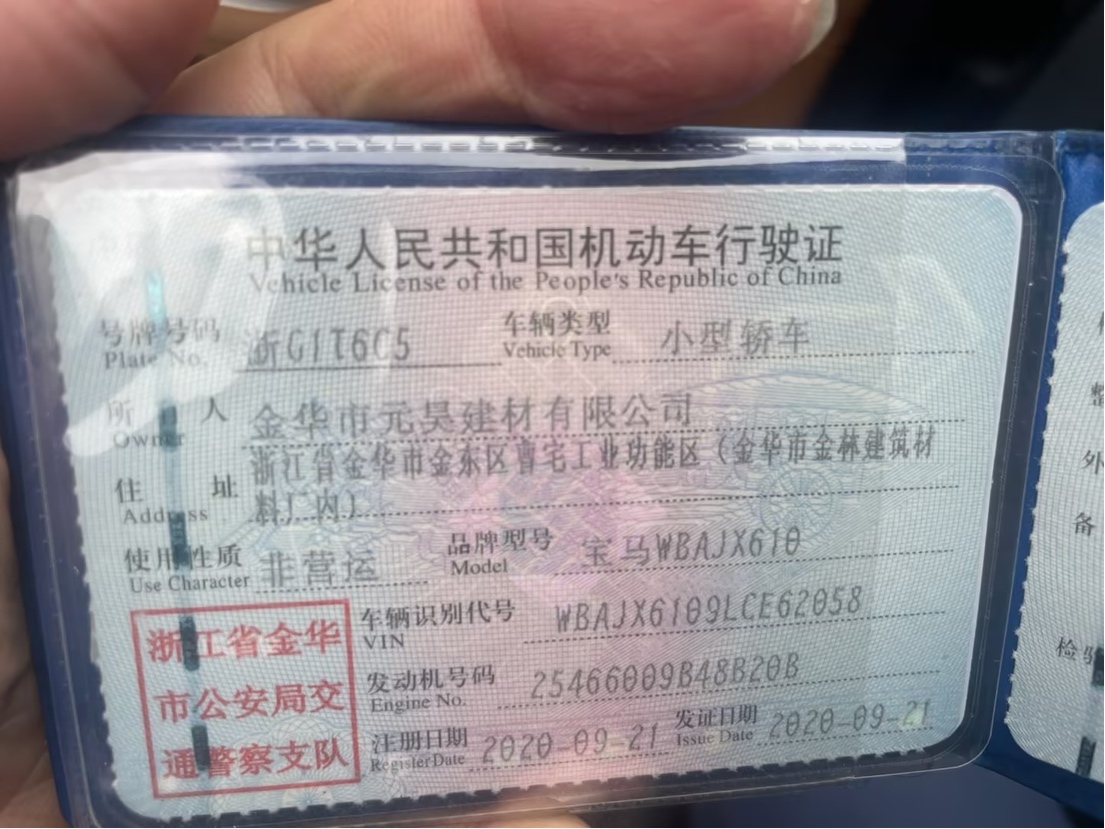 中华人民共和国机动车行驶证
Vehicle License of the People's Republic of China
号牌号码 浙G1T6C5 车辆类型 小型轿车
Plate No. Vehicle Type
所 人 金华市元昊建材有限公司
Owner
住 址 浙江省金华市金东区曹宅工业功能区（金华市金林建筑材
Address 料厂内）
使用性质 非营运 品牌型号 宝马WBAJX610
Use Character Model
浙江省金华
市公安局交
通警察支队
车辆识别代号 WBAJX6109LCE62058
VIN
发动机号码 25466009B48B20B
Engine No.
注册日期 2020-09-21 发证日期 2020-09-21
Register Date Issue Date
外
备
检验